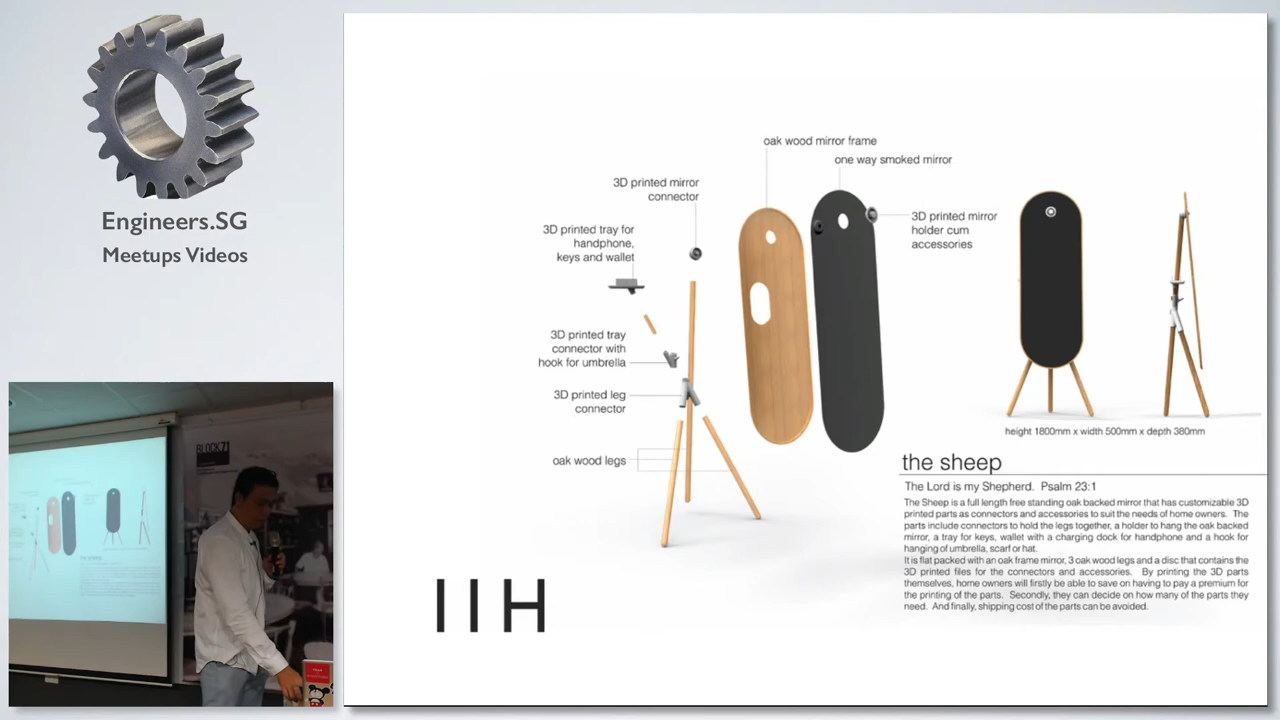 Engineers.SG
Meetups Videos
oak wood mirror frame
one way smoked mirror
3D printed mirror
connector
3D printed tray for
handphone,
keys and wallet
3D printed mirror
holder cum
accessories
3D printed tray
connector with
hook for umbrella
3D printed leg
connector
oak wood legs
height 1800mm x width 500mm x depth 380mm
the sheep
The Lord is my Shepherd. Psalm 23:1
The Sheep is a full length free standing oak backed mirror that has customizable 3D
printed parts as connectors and accessories to suit the needs of home owners. The
parts include connectors to hold the legs together, a holder to hang the oak backed
mirror, a tray for keys, wallet with a charging dock for handphone and a hook for
hanging of umbrella, scarf or hat.
It is flat packed with an oak frame mirror, 3 oak wood legs and a disc that contains the
3D printed files for the connectors and accessories. By printing the 3D parts
themselves, home owners will firstly be able to save on having to pay a premium for
the printing of the parts. Secondly, they can decide on how many of the parts they
need. And finally, shipping cost of the parts can be avoided.
IIH
BLOCK71